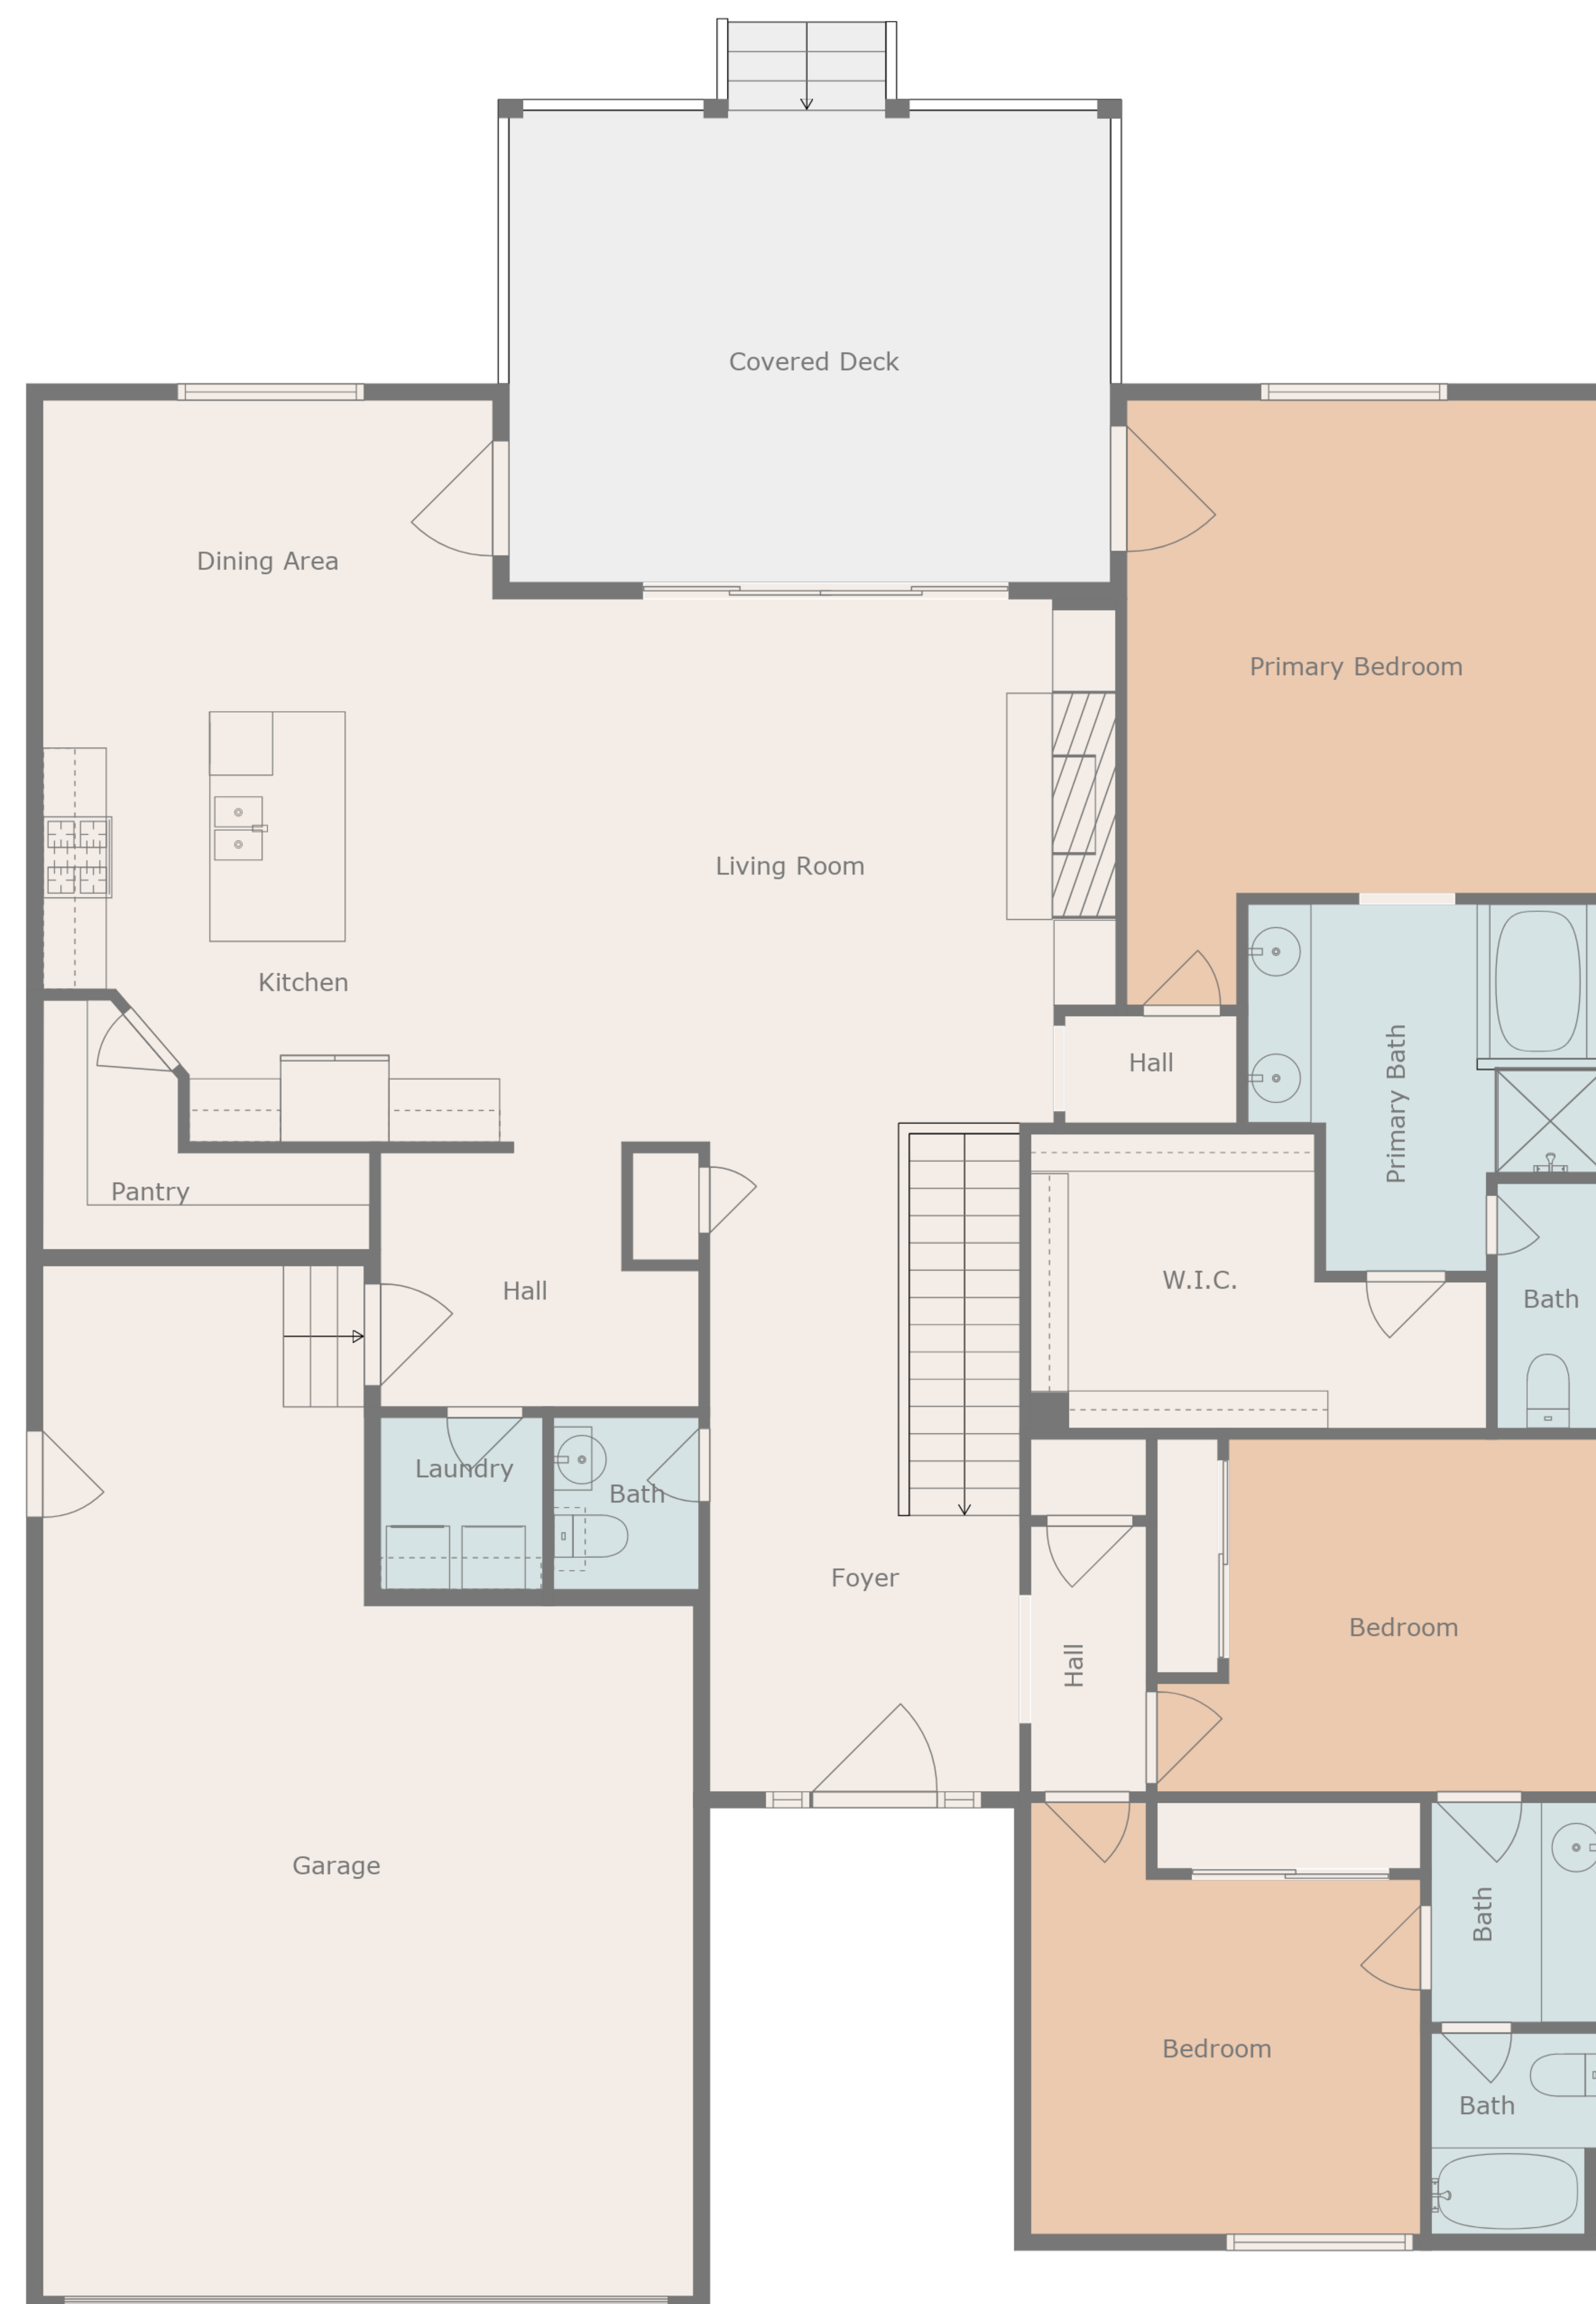 Covered Deck
Dining Area
Primary Bedroom
Living Room
Kitchen
Hall
Primary Bath
Pantry
W.I.C.
Hall
Bath
Laundry
Bath
Foyer
Bedroom
Hall
Garage
Bath
Bedroom
Bath